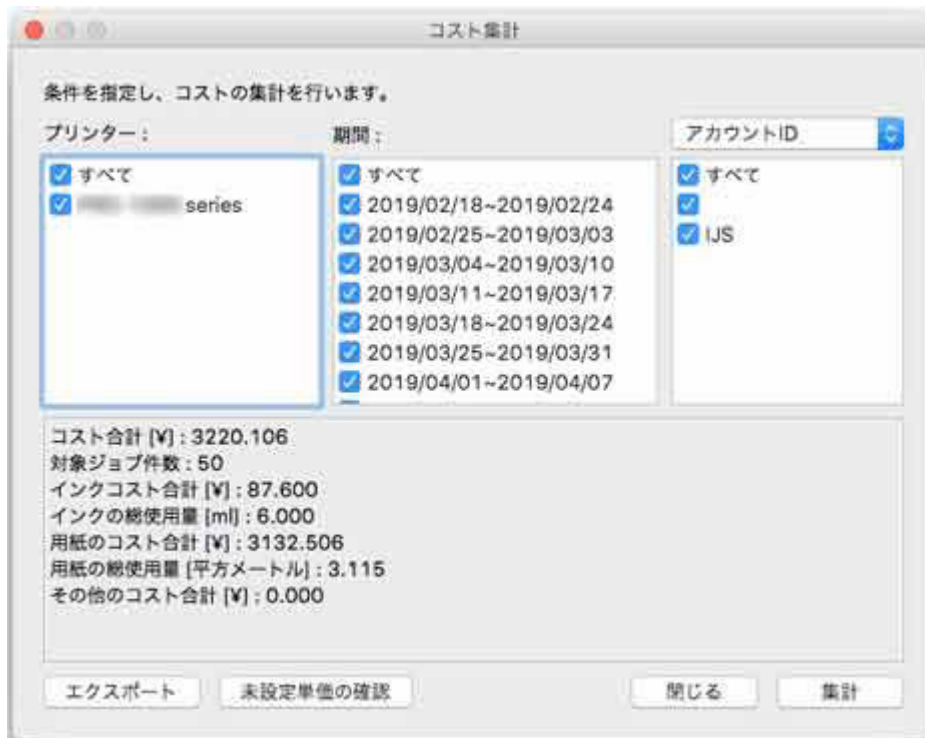 コスト集計
条件を指定し、コストの集計を行います。
プリンター：
期間：
アカウントID
すべて
series
すべて
2019/02/18~2019/02/24
2019/02/25~2019/03/03
2019/03/04~2019/03/10
2019/03/11~2019/03/17
2019/03/18~2019/03/24
2019/03/25~2019/03/31
2019/04/01~2019/04/07
すべて
IJS
コスト合計 [¥] : 3220.106
対象ジョブ件数 : 50
インクコスト合計 [¥] : 87.600
インクの総使用量 [ml] : 6.000
用紙のコスト合計 [¥] : 3132.506
用紙の総使用量 [平方メートル] : 3.115
その他のコスト合計 [¥] : 0.000
エクスポート
未設定単価の確認
閉じる
集計